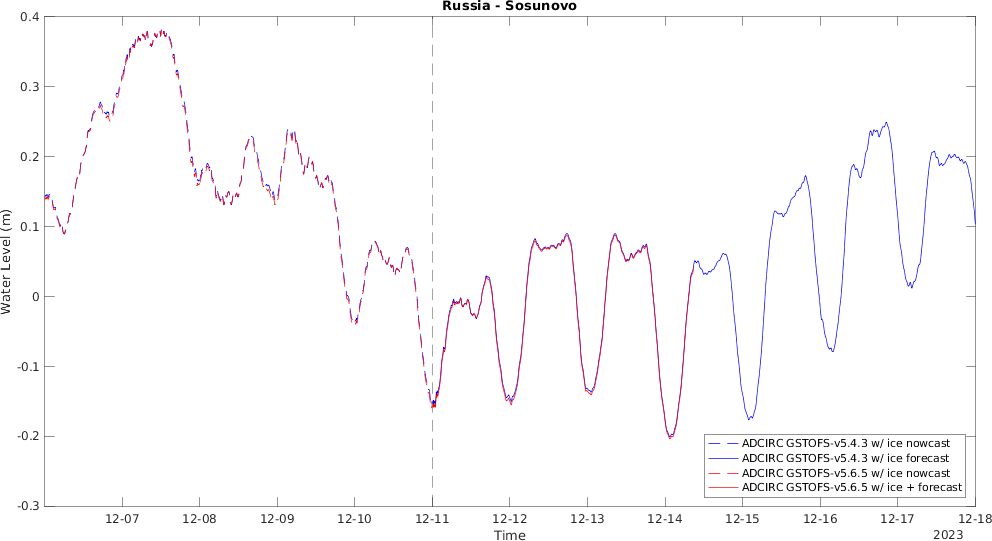 Russia - Sosunovo
0.4
0.3
0.2
0.1
0
-0.1
-0.2
-0.3
Water Level (m)
12-07 12-08 12-09 12-10 12-11 12-12 12-13 12-14 12-15 12-16 12-17 12-18
Time
2023
ADCIRC GSTOFS-v5.4.3 w/ ice nowcast
ADCIRC GSTOFS-v5.4.3 w/ ice forecast
ADCIRC GSTOFS-v5.6.5 w/ ice nowcast
ADCIRC GSTOFS-v5.6.5 w/ ice + forecast